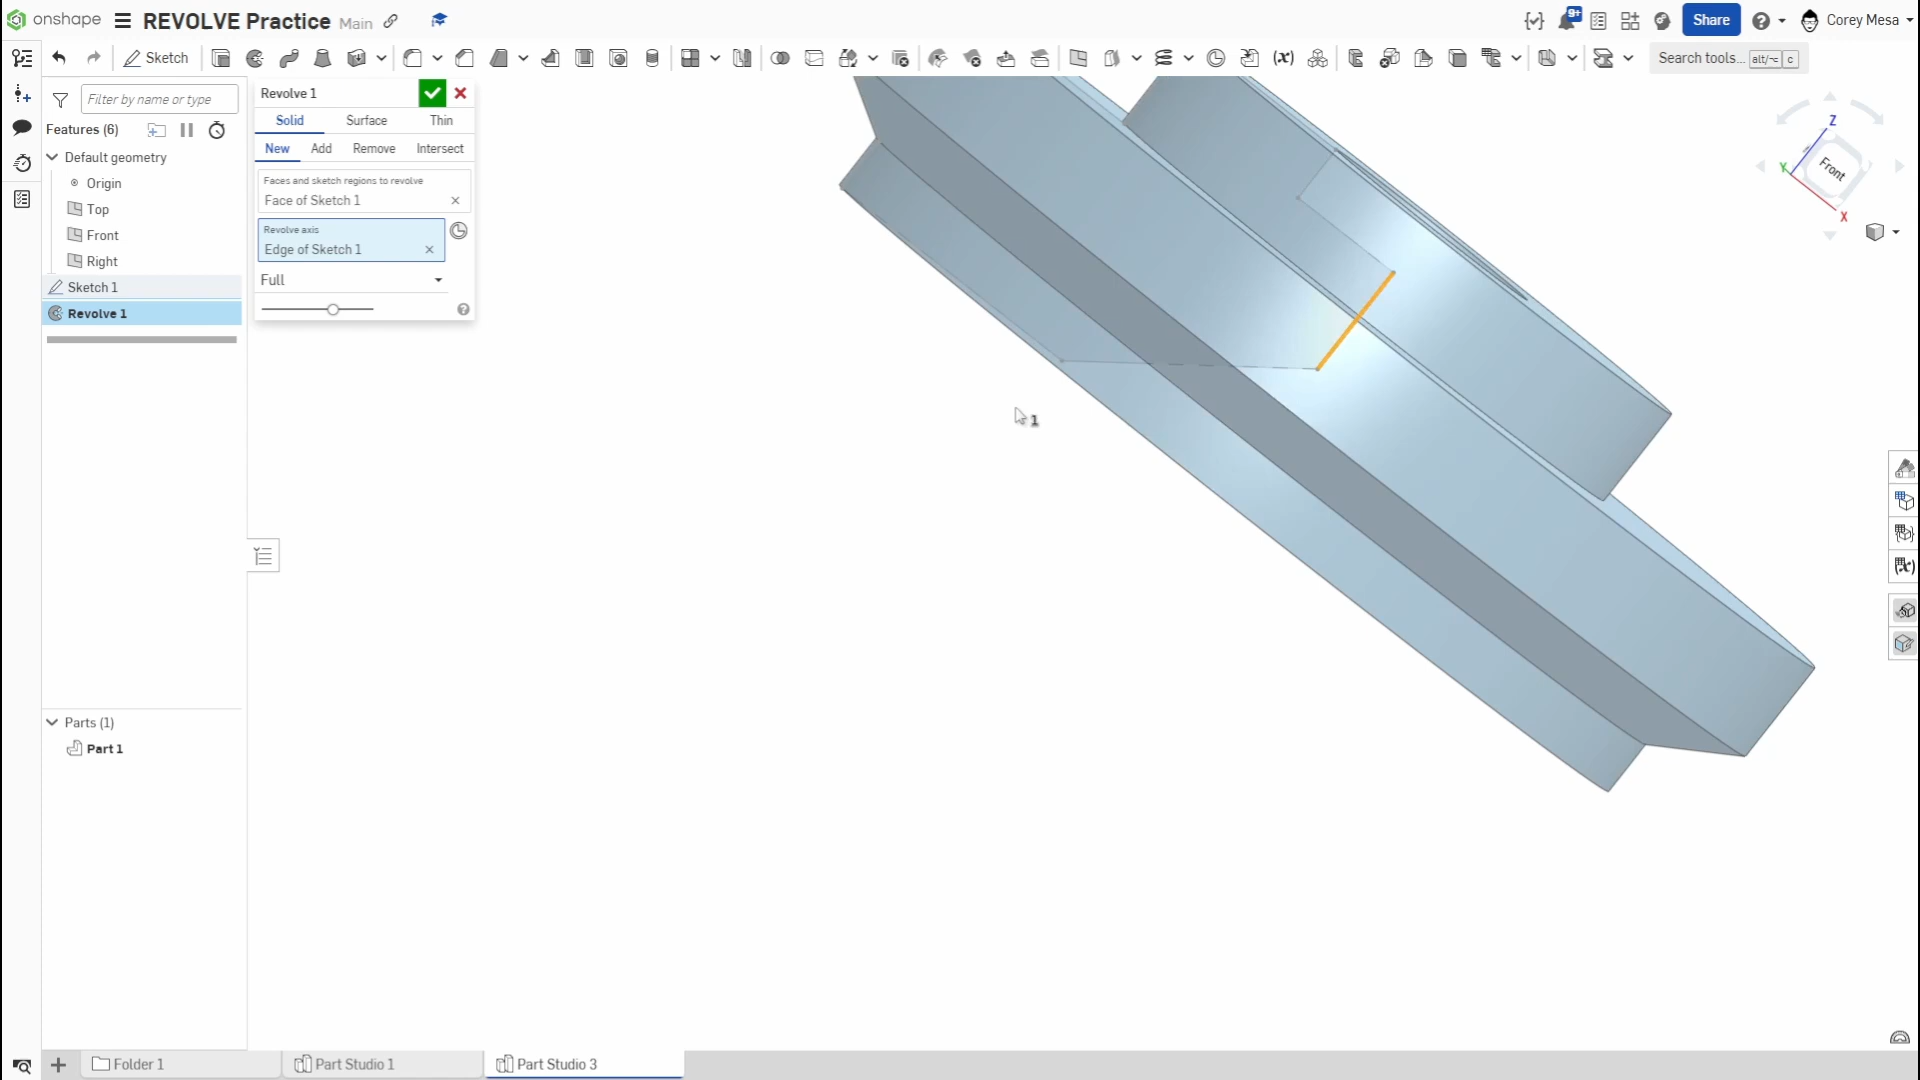 onshape
REVOLVE Practice Main
9+
Share
Corey Mesa
Sketch
Search tools... alt/⌥ c
Filter by name or type
Features (6)
Default geometry
Origin
Top
Front
Right
Sketch 1
Revolve 1
Revolve 1
Solid Surface Thin
New Add Remove Intersect
Faces and sketch regions to revolve
Face of Sketch 1
Revolve axis
Edge of Sketch 1
Full
1
Z
Y
Front
X
Parts (1)
Part 1
Folder 1
Part Studio 1
Part Studio 3